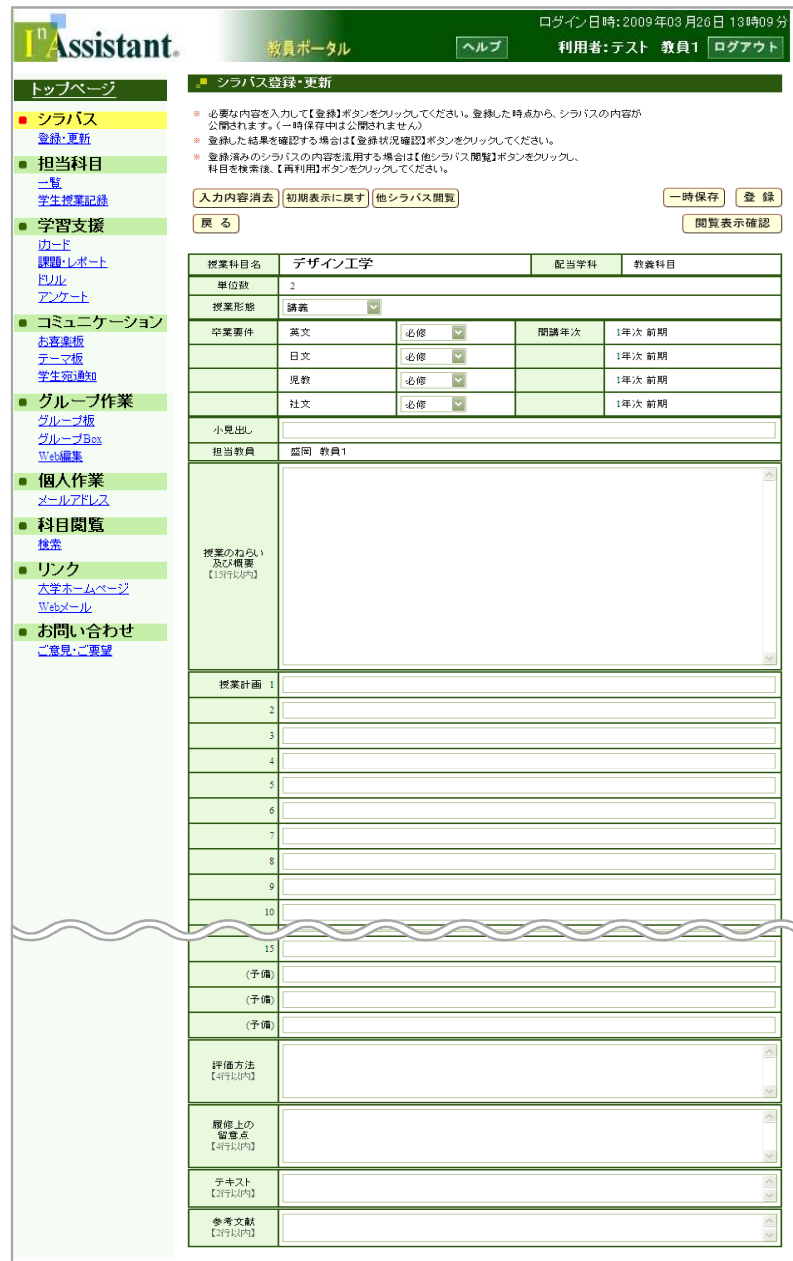 ログイン日時:2009年03月26日 13時09分
InAssistant.
教員ポータル
ヘルプ
利用者:テスト 教員1
ログアウト
トップページ
シラバス
登録・更新
担当科目
一覧
学生授業記録
学習支援
iカード
課題・レポート
ドリル
アンケート
コミュニケーション
お喜楽板
テーマ板
学生宛通知
グループ作業
グループ板
グループBox
Web編集
個人作業
メールアドレス
科目閲覧
検索
リンク
大学ホームページ
Webメール
お問い合わせ
ご意見・ご要望
シラバス登録・更新
※ 必要な内容を入力して【登録】ボタンをクリックしてください。登録した時点から、シラバスの内容が
公開されます。(一時保存中は公開されません)
※ 登録した結果を確認する場合は【登録状況確認】ボタンをクリックしてください。
※ 登録済みのシラバスの内容を流用する場合は【他シラバス閲覧】ボタンをクリックし、
科目を検索後、【再利用】ボタンをクリックしてください。
入力内容消去 初期表示に戻す 他シラバス閲覧 一時保存 登 録
戻 る 閲覧表示確認
授業科目名 デザイン工学 配当学科 教養科目
単位数 2
授業形態 講義
卒業要件 英文 必修 開講年次 1年次 前期
日文 必修 1年次 前期
児教 必修 1年次 前期
社文 必修 1年次 前期
小見出し
担当教員 盛岡 教員1
授業のねらい
及び概要
【15行以内】
授業計画 1
2
3
4
5
6
7
8
9
10
15
(予備)
(予備)
(予備)
評価方法
【4行以内】
履修上の
留意点
【4行以内】
テキスト
【2行以内】
参考文献
【2行以内】